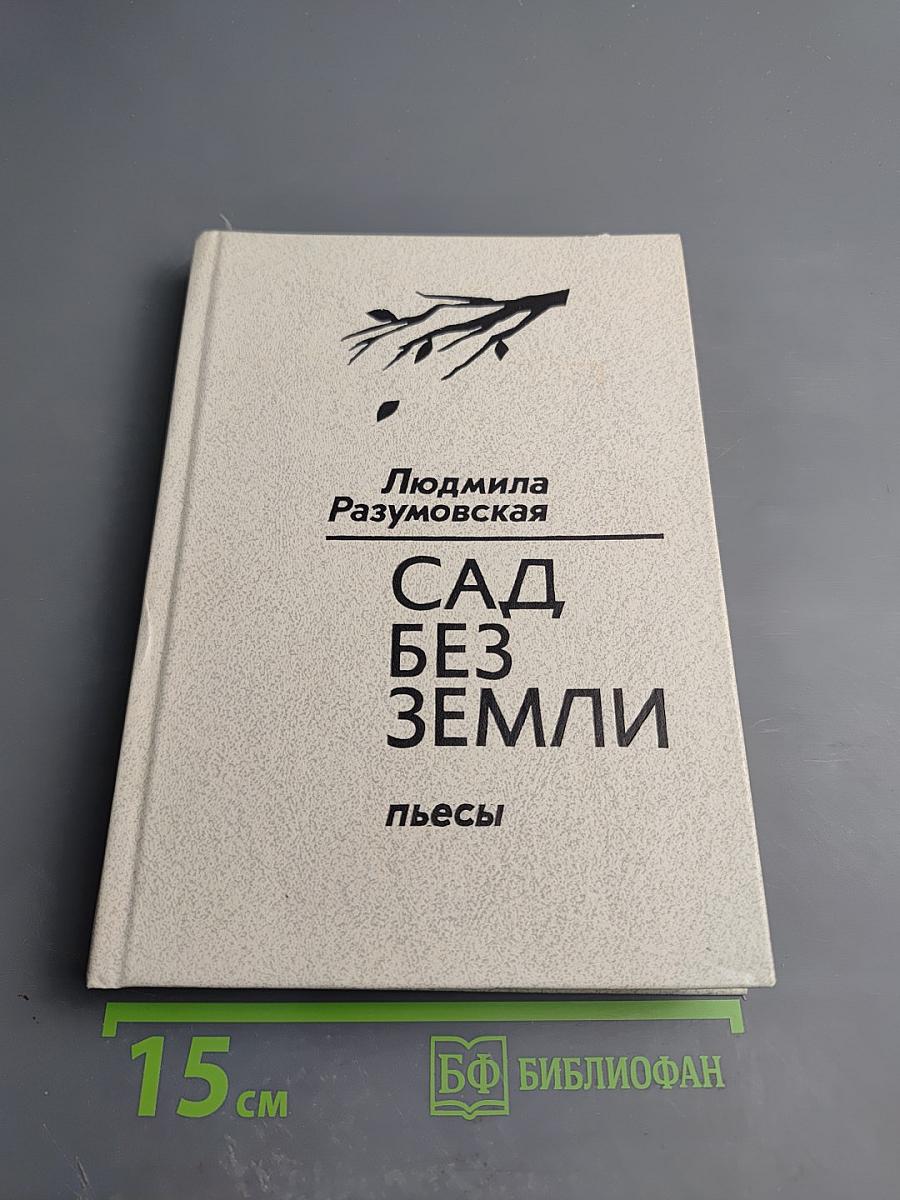 Людмила
Разумовская
САД
БЕЗ
ЗЕМЛИ
пьесы
15 см
БФ БИБЛИОФАН